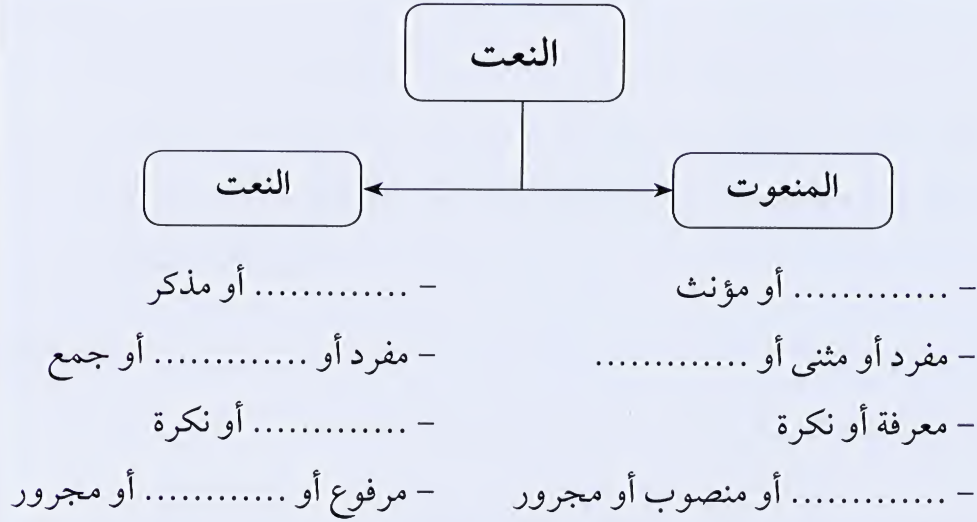 النعت
المنعوت
النعت
– ............. أو مؤنث
– ............. أو مذكر
– مفرد أو مثنى أو .............
– مفرد أو ............. أو جمع
– معرفة أو نكرة
– ............. أو نكرة
– ............. أو منصوب أو مجرور
– مرفوع أو ............ أو مجرور